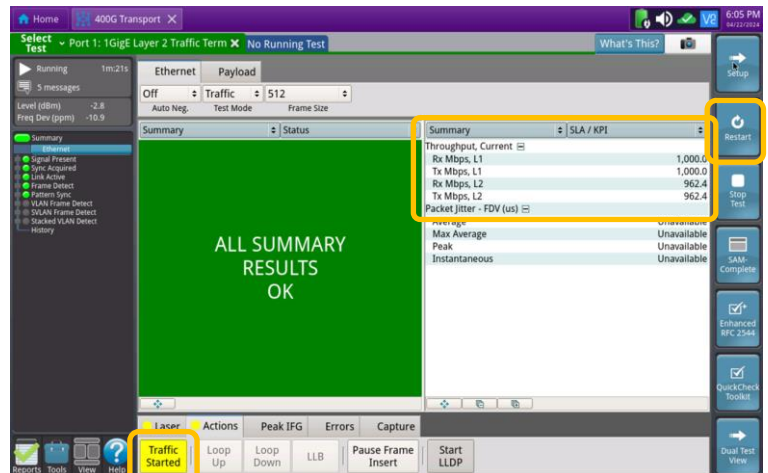 Home
400G Transport
V2
6:05 PM
04/22/2024
Select Test
Port 1: 1GigE Layer 2 Traffic Term
No Running Test
What's This?
Running 1m:21s
5 messages
Level (dBm) -2.8
Freq Dev (ppm) -10.9
Summary
Ethernet
Signal Present
Sync Acquired
Link Active
Frame Detect
Pattern Sync
VLAN Frame Detect
SVLAN Frame Detect
Stacked VLAN Detect
History
Ethernet Payload
Off Traffic 512
Auto Neg. Test Mode Frame Size
Summary Status
ALL SUMMARY
RESULTS
OK
Summary SLA / KPI
Throughput, Current
Rx Mbps, L1 1,000.0
Tx Mbps, L1 1,000.0
Rx Mbps, L2 962.4
Tx Mbps, L2 962.4
Packet Jitter - FDV (us)
Average Unavailable
Max Average Unavailable
Peak Unavailable
Instantaneous Unavailable
Setup
Restart
Stop
Test
SAM-
Complete
Enhanced
RFC 2544
QuickCheck
Toolkit
Dual Test
View
Laser Actions Peak IFG Errors Capture
Traffic
Started
Loop
Up
Loop
Down
LLB
Pause Frame
Insert
Start
LLDP
Reports Tools View Help